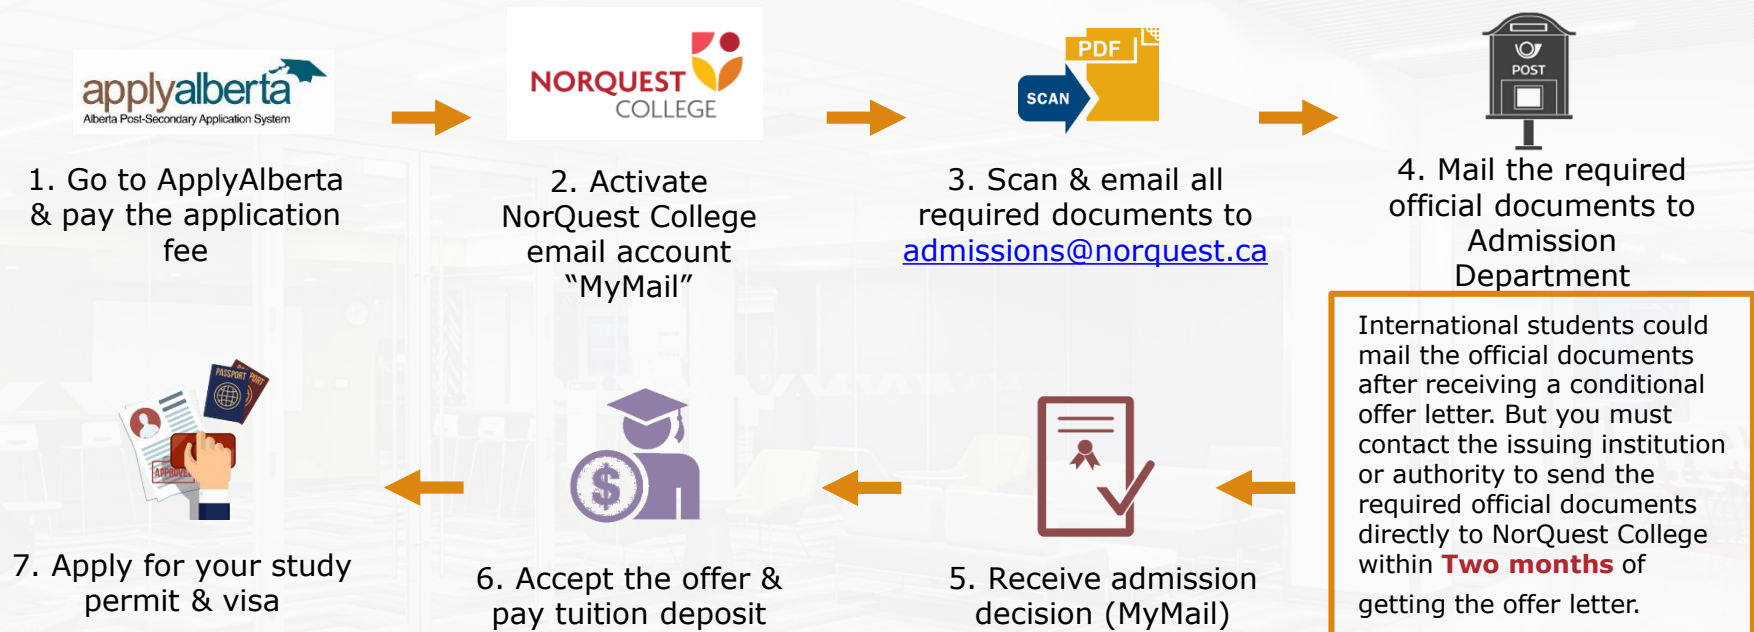 applyalberta
Alberta Post-Secondary Application System
1. Go to ApplyAlberta
& pay the application
fee
NORQUEST
COLLEGE
2. Activate
NorQuest College
email account
“MyMail”
PDF
SCAN
3. Scan & email all
required documents to
admissions@norquest.ca
POST
4. Mail the required
official documents to
Admission
Department
International students could
mail the official documents
after receiving a conditional
offer letter. But you must
contact the issuing institution
or authority to send the
required official documents
directly to NorQuest College
within Two months of
getting the offer letter.
5. Receive admission
decision (MyMail)
$
6. Accept the offer &
pay tuition deposit
PASSPORT
PORT
APPROVE
7. Apply for your study
permit & visa